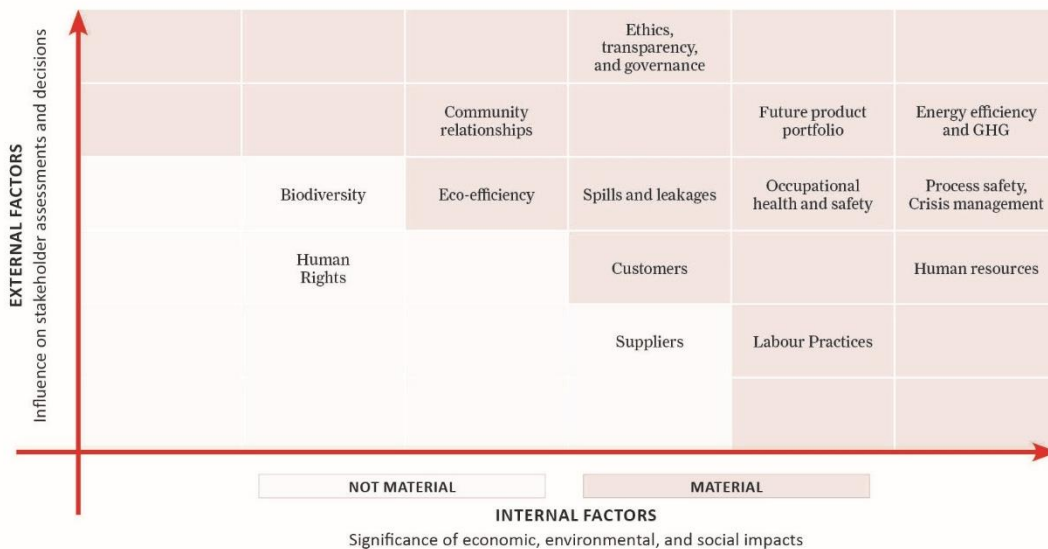 EXTERNAL FACTORS
Influence on stakeholder assessments and decisions
Ethics,
transparency,
and governance
Community
relationships
Future product
portfolio
Energy efficiency
and GHG
Biodiversity
Eco-efficiency
Spills and leakages
Occupational
health and safety
Process safety,
Crisis management
Human
Rights
Customers
Human resources
Suppliers
Labour Practices
NOT MATERIAL
MATERIAL
INTERNAL FACTORS
Significance of economic, environmental, and social impacts